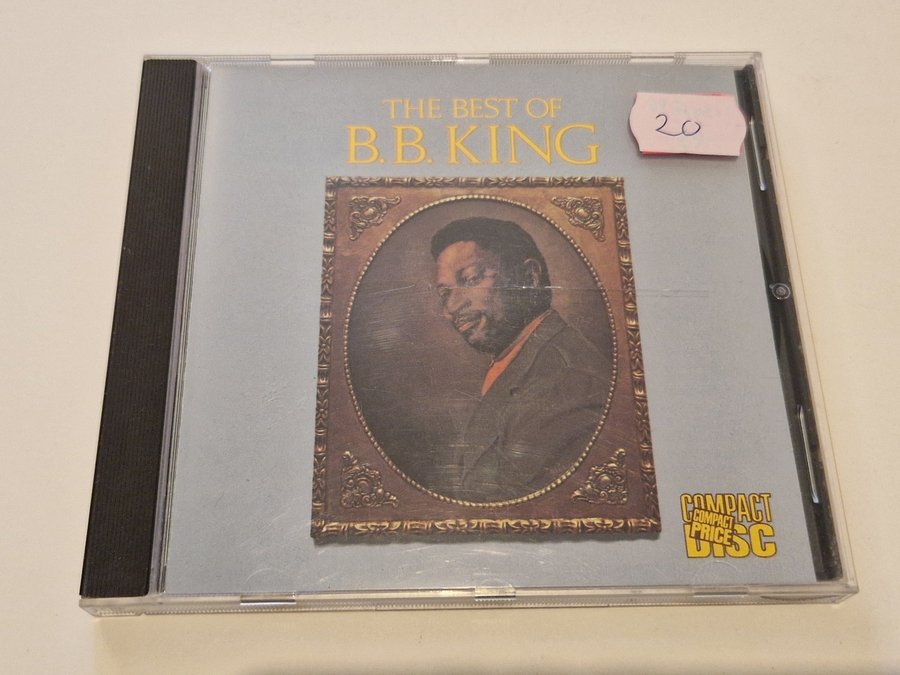 THE BEST OF
B.B. KING
20
COMPACT
COMPACT
PRICE
DISC